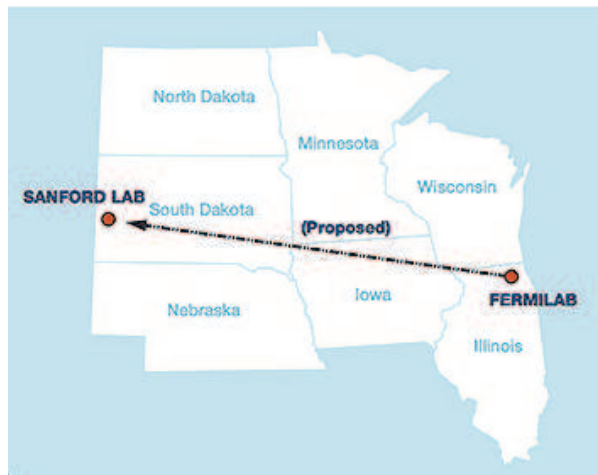 North Dakota
Minnesota
Wisconsin
SANFORD LAB
South Dakota
(Proposed)
Nebraska
Iowa
FERMILAB
Illinois